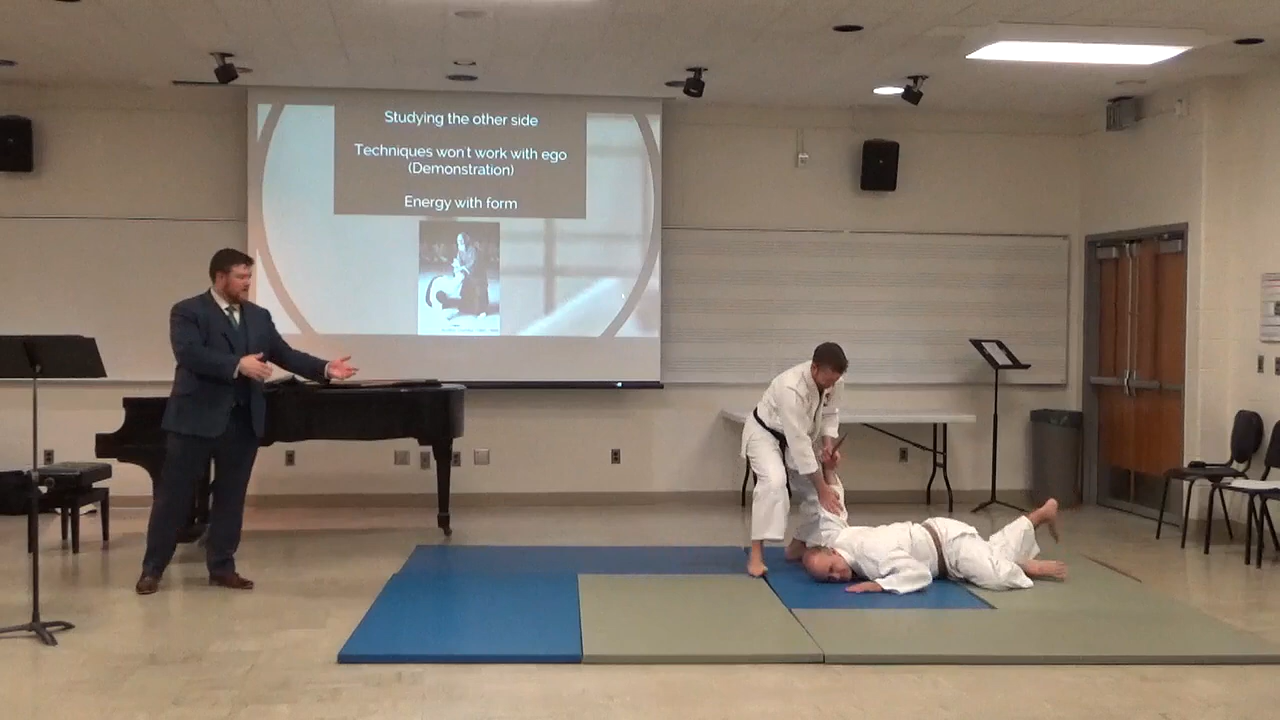 Studying the other side
Techniques won't work with ego
(Demonstration)
Energy with form